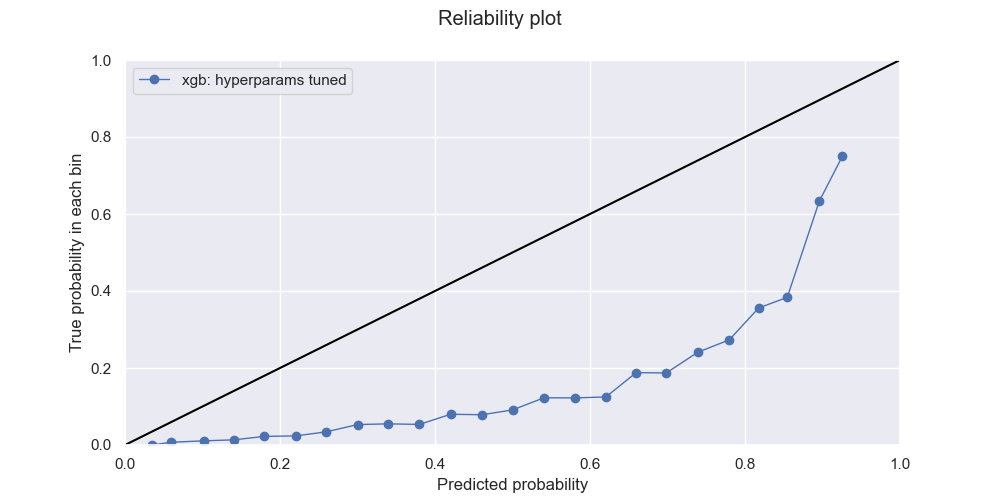 Reliability plot
xgb: hyperparams tuned
True probability in each bin
1.0
0.8
0.6
0.4
0.2
0.0
0.0 0.2 0.4 0.6 0.8 1.0
Predicted probability